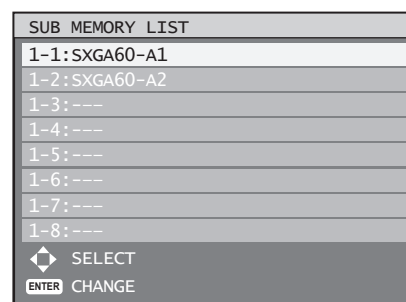 SUB MEMORY LIST
1-1:SXGA60-A1
1-2:SXGA60-A2
1-3:---
1-4:---
1-5:---
1-6:---
1-7:---
1-8:---
SELECT
ENTER CHANGE